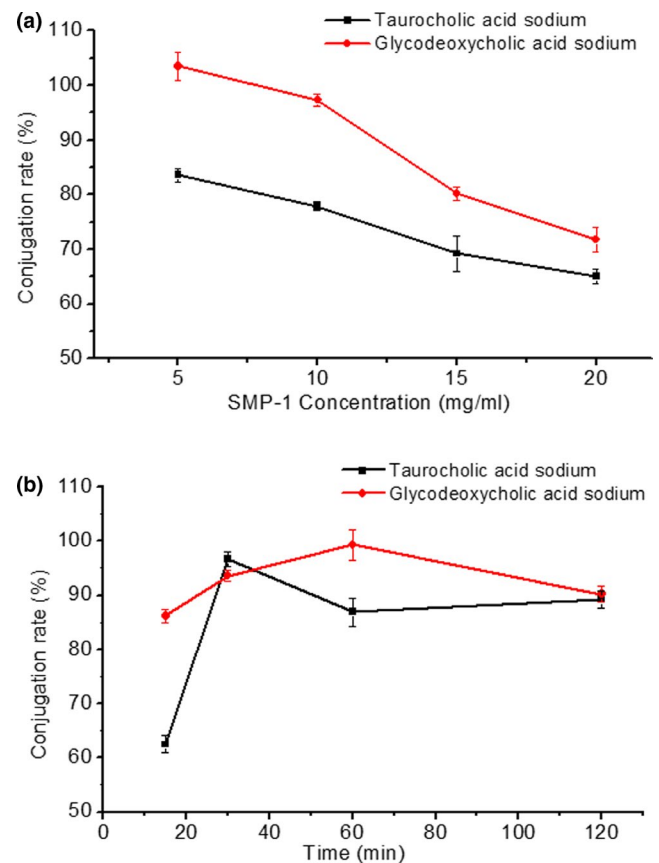 (a)
Taurocholic acid sodium
Glycodeoxycholic acid sodium
110
100
90
80
70
60
50
Conjugation rate (%)
5 10 15 20
SMP-1 Concentration (mg/ml)
(b)
Taurocholic acid sodium
Glycodeoxycholic acid sodium
110
100
90
80
70
60
50
Conjugation rate (%)
0 20 40 60 80 100 120
Time (min)